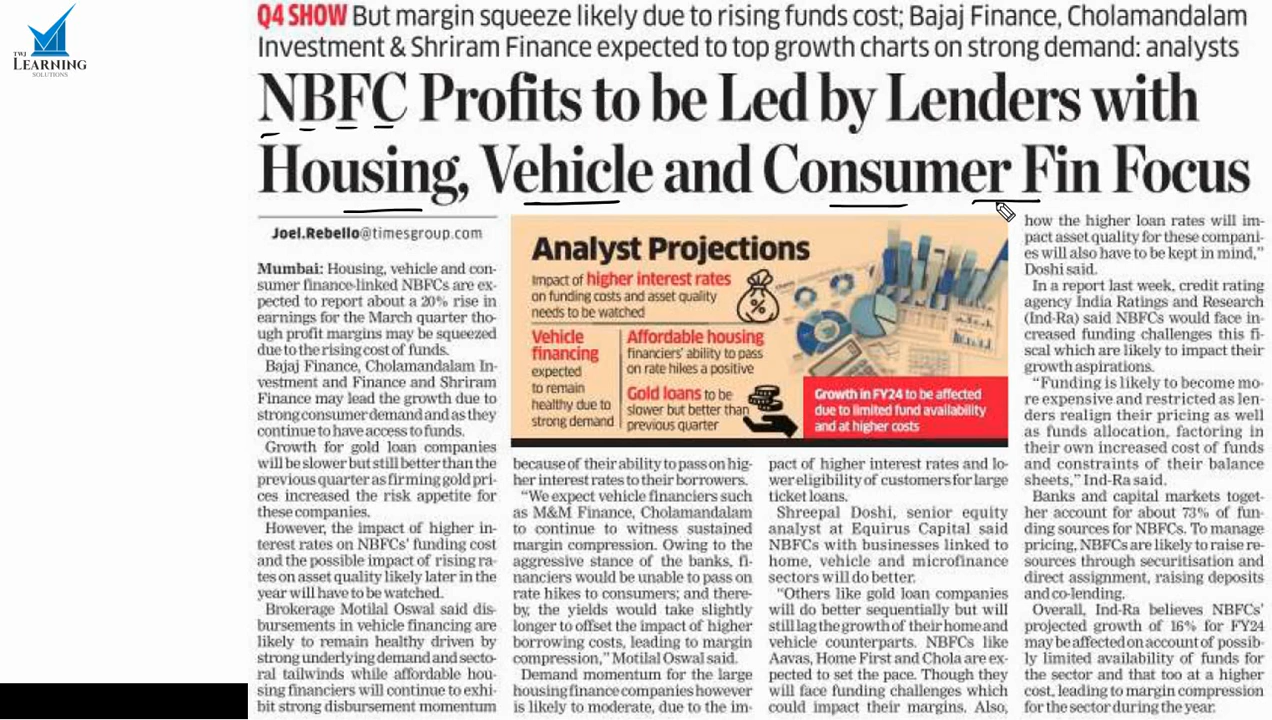 TWJ
LEARNING
SOLUTIONS
Q4 SHOW But margin squeeze likely due to rising funds cost; Bajaj Finance, Cholamandalam
Investment & Shriram Finance expected to top growth charts on strong demand: analysts
NBFC Profits to be Led by Lenders with
Housing, Vehicle and Consumer Fin Focus
Joel.Rebello@timesgroup.com
Mumbai: Housing, vehicle and con-
sumer finance-linked NBFCs are ex-
pected to report about a 20% rise in
earnings for the March quarter tho-
ugh profit margins may be squeezed
due to the rising cost of funds.
Bajaj Finance, Cholamandalam In-
vestment and Finance and Shriram
Finance may lead the growth due to
strong consumer demand and as they
continue to have access to funds.
Growth for gold loan companies
will be slower but still better than the
previous quarter as firming gold pri-
ces increased the risk appetite for
these companies.
However, the impact of higher in-
terest rates on NBFCs' funding cost
and the possible impact of rising ra-
tes on asset quality likely later in the
year will have to be watched.
Brokerage Motilal Oswal said dis-
bursements in vehicle financing are
likely to remain healthy driven by
strong underlying demand and secto-
ral tailwinds while affordable hou-
sing financiers will continue to exhi-
bit strong disbursement momentum
Analyst Projections
Impact of higher interest rates
on funding costs and asset quality
needs to be watched
Vehicle
financing
expected
to remain
healthy due to
strong demand
Affordable housing
financiers' ability to pass
on rate hikes a positive
Gold loans to be
slower but better than
previous quarter
Growth in FY24 to be affected
due to limited fund availability
and at higher costs
because of their ability to pass on hig-
her interest rates to their borrowers.
"We expect vehicle financiers such
as M&M Finance, Cholamandalam
to continue to witness sustained
margin compression. Owing to the
aggressive stance of the banks, fi-
nanciers would be unable to pass on
rate hikes to consumers; and there-
by, the yields would take slightly
longer to offset the impact of higher
borrowing costs, leading to margin
compression," Motilal Oswal said.
Demand momentum for the large
housing finance companies however
is likely to moderate, due to the im-
pact of higher interest rates and lo-
wer eligibility of customers for large
ticket loans.
Shreepal Doshi, senior equity
analyst at Equirus Capital said
NBFCs with businesses linked to
home, vehicle and microfinance
sectors will do better.
"Others like gold loan companies
will do better sequentially but will
still lag the growth of their home and
vehicle counterparts. NBFCs like
Aavas, Home First and Chola are ex-
pected to set the pace. Though they
will face funding challenges which
could impact their margins. Also,
how the higher loan rates will im-
pact asset quality for these compani-
es will also have to be kept in mind,"
Doshi said.
In a report last week, credit rating
agency India Ratings and Research
(Ind-Ra) said NBFCs would face in-
creased funding challenges this fi-
scal which are likely to impact their
growth aspirations.
"Funding is likely to become mo-
re expensive and restricted as len-
ders realign their pricing as well
as funds allocation, factoring in
their own increased cost of funds
and constraints of their balance
sheets," Ind-Ra said.
Banks and capital markets toget-
her account for about 73% of fun-
ding sources for NBFCs. To manage
pricing, NBFCs are likely to raise re-
sources through securitisation and
direct assignment, raising deposits
and co-lending.
Overall, Ind-Ra believes NBFCs'
projected growth of 16% for FY24
may be affected on account of possib-
ly limited availability of funds for
the sector and that too at a higher
cost, leading to margin compression
for the sector during the year.